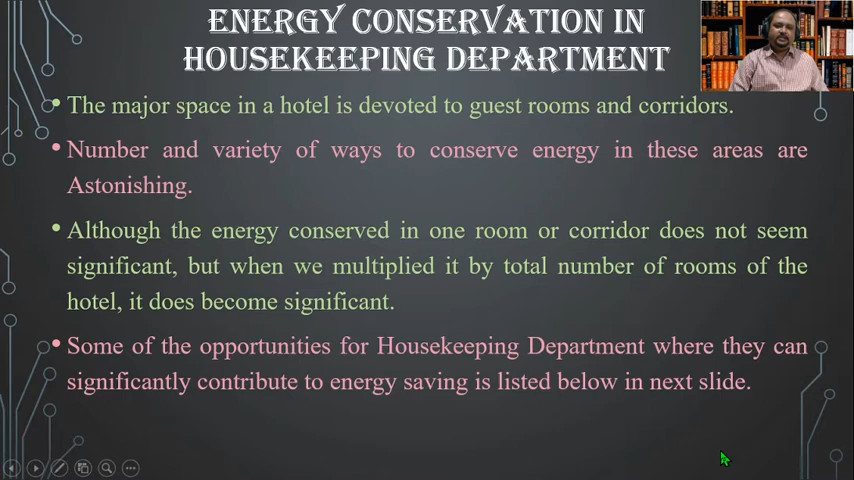 ENERGY CONSERVATION IN
HOUSEKEEPING DEPARTMENT
• The major space in a hotel is devoted to guest rooms and corridors.
• Number and variety of ways to conserve energy in these areas are
Astonishing.
• Although the energy conserved in one room or corridor does not seem
significant, but when we multiplied it by total number of rooms of the
hotel, it does become significant.
• Some of the opportunities for Housekeeping Department where they can
significantly contribute to energy saving is listed below in next slide.